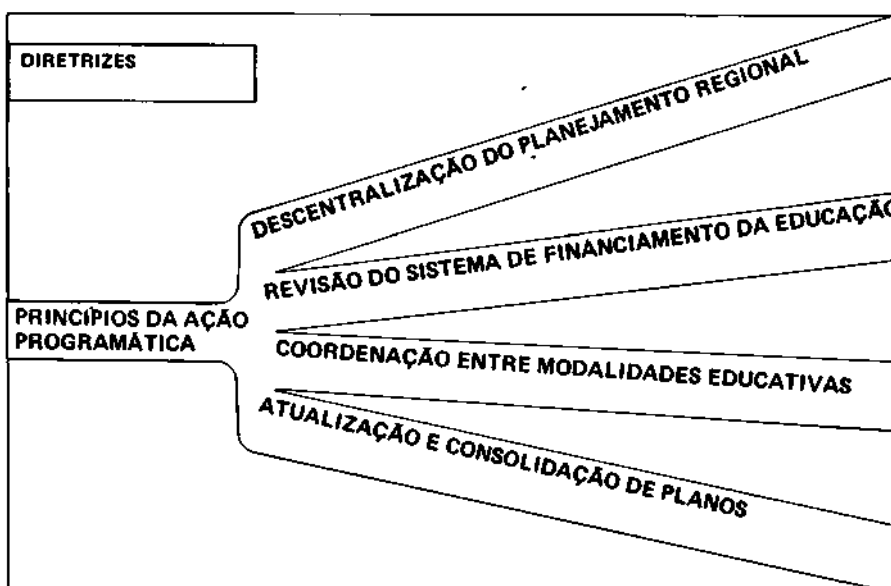 DIRETRIZES
DESCENTRALIZAÇÃO DO PLANEJAMENTO REGIONAL
REVISÃO DO SISTEMA DE FINANCIAMENTO DA EDUCAÇÃO
PRINCÍPIOS DA AÇÃO
PROGRAMÁTICA
COORDENAÇÃO ENTRE MODALIDADES EDUCATIVAS
ATUALIZAÇÃO E CONSOLIDAÇÃO DE PLANOS